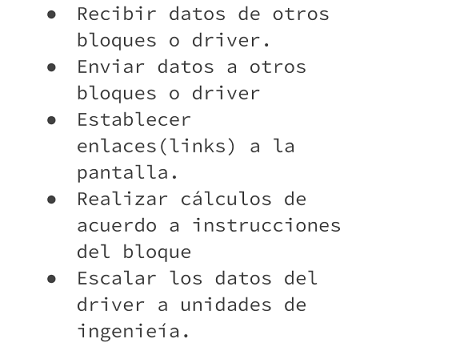 ● Recibir datos de otros
bloques o driver.
● Enviar datos a otros
bloques o driver
● Establecer
enlaces(links) a la
pantalla.
● Realizar cálculos de
acuerdo a instrucciones
del bloque
● Escalar los datos del
driver a unidades de
ingenieía.